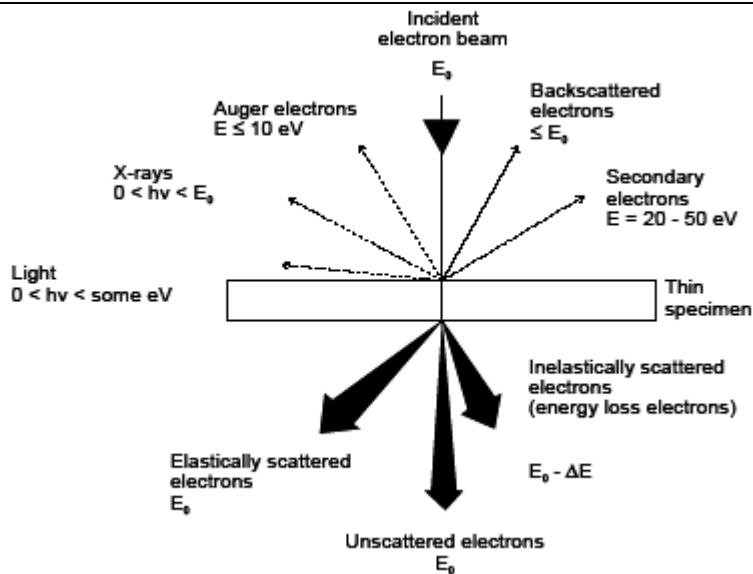 Incident
electron beam
E₀
Auger electrons
E ≤ 10 eV
Backscattered
electrons
≤ E₀
X-rays
0 < hv < E₀
Secondary
electrons
E = 20 - 50 eV
Light
0 < hv < some eV
Thin
specimen
Inelastically scattered
electrons
(energy loss electrons)
E₀ - ΔE
Elastically scattered
electrons
E₀
Unscattered electrons
E₀